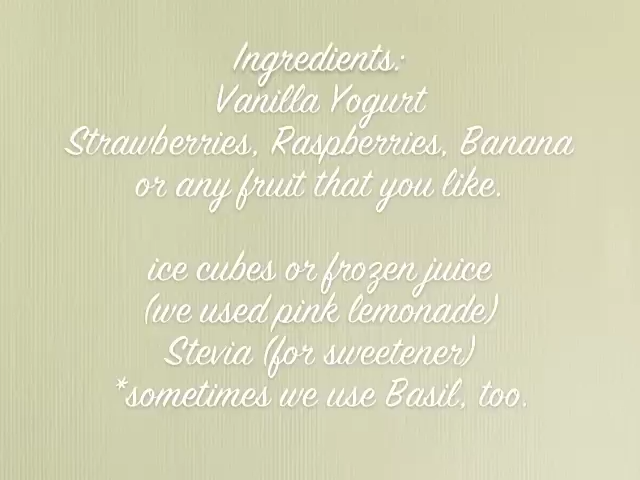 Ingredients:
Vanilla Yogurt
Strawberries, Raspberries, Banana
or any fruit that you like.
ice cubes or frozen juice
(we used pink lemonade)
Stevia (for sweetener)
*sometimes we use Basil, too.